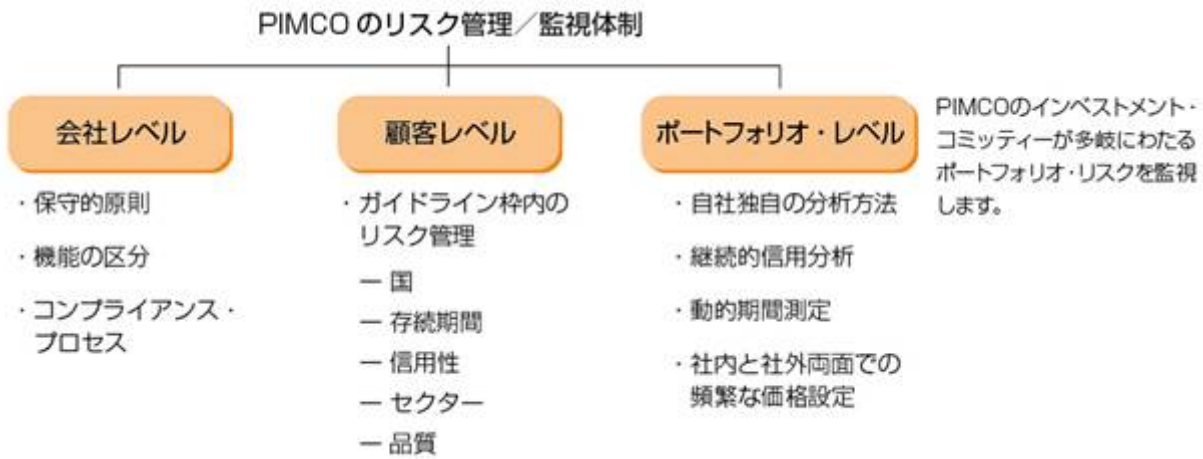 PIMCO のリスク管理／監視体制
会社レベル
・保守的原則
・機能の区分
・コンプライアンス・
プロセス
顧客レベル
・ガイドライン枠内の
リスク管理
ー 国
ー 存続期間
ー 信用性
ー セクター
ー 品質
ポートフォリオ・レベル
・自社独自の分析方法
・継続的信用分析
・動的期間測定
・社内と社外両面での
頻繁な価格設定
PIMCOのインベストメント・
コミッティーが多岐にわたる
ポートフォリオ・リスクを監視
します。